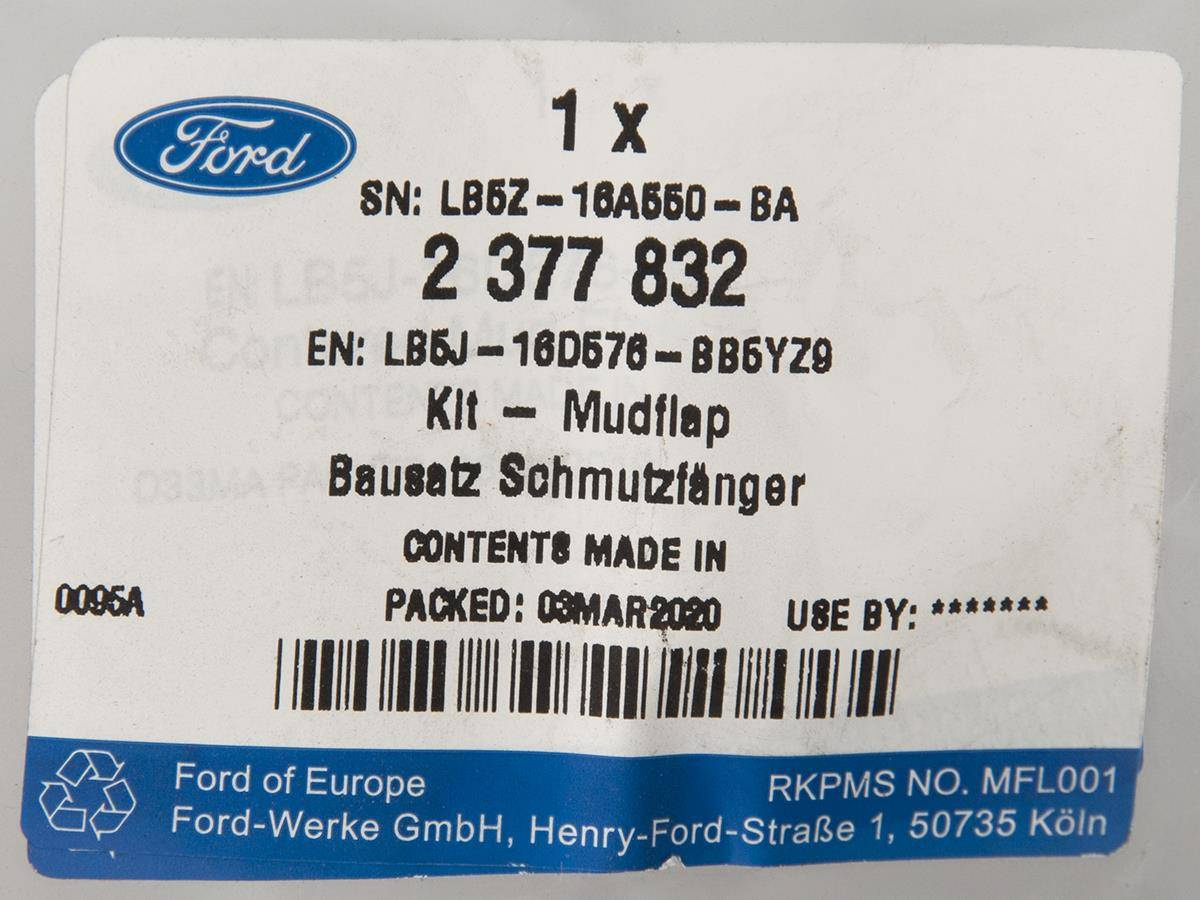 Ford
1 x
SN: LB5Z-16A550-BA
2 377 832
EN: LB5J-16D576-BB5YZ9
Kit - Mudflap
Bausatz Schmutzfänger
CONTENTS MADE IN
0095A PACKED: 03MAR2020 USE BY: *******
Ford of Europe RKPMS NO. MFL001
Ford-Werke GmbH, Henry-Ford-Straße 1, 50735 Köln